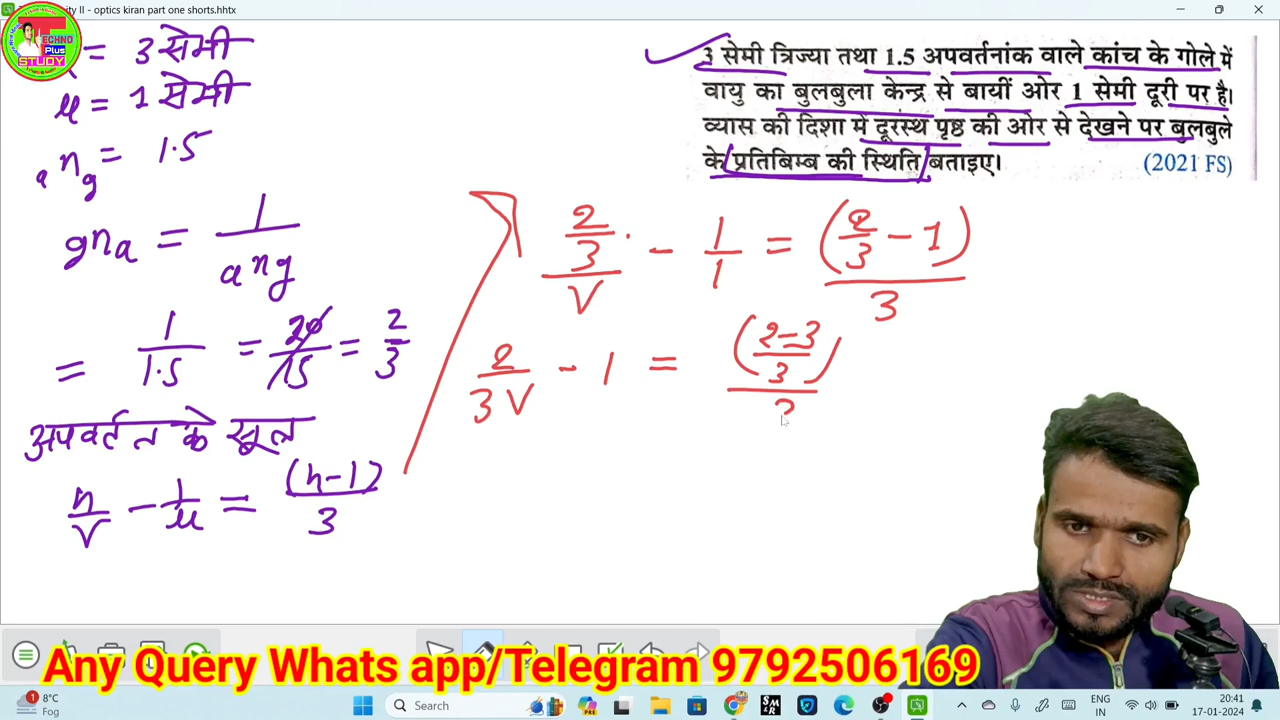 ity II - optics kiran part one shorts.hhtx
TECHNO
Plus
STUDY
= 3 सेमी
u = 1 सेमी
a n g = 1.5
gna = 1 / a n g
= 1 / 1.5 = 20 / 15 = 2 / 3
अपवर्तन के सूत्र
n / v - 1 / u = (n-1) / 3
3 सेमी त्रिज्या तथा 1.5 अपवर्तनांक वाले कांच के गोले में
वायु का बुलबुला केन्द्र से बायीं ओर 1 सेमी दूरी पर है।
व्यास की दिशा में दूरस्थ पृष्ठ की ओर से देखने पर बुलबुले
के प्रतिबिम्ब की स्थिति बताइए। (2021 FS)
2/3 / v - 1/1 = (2/3 - 1) / 3
2 / 3v - 1 = (2-3 / 3) / 3
Any Query Whats app/Telegram 9792506169
1
8°C
Fog
Search
ENG
IN
20:41
17-01-2024